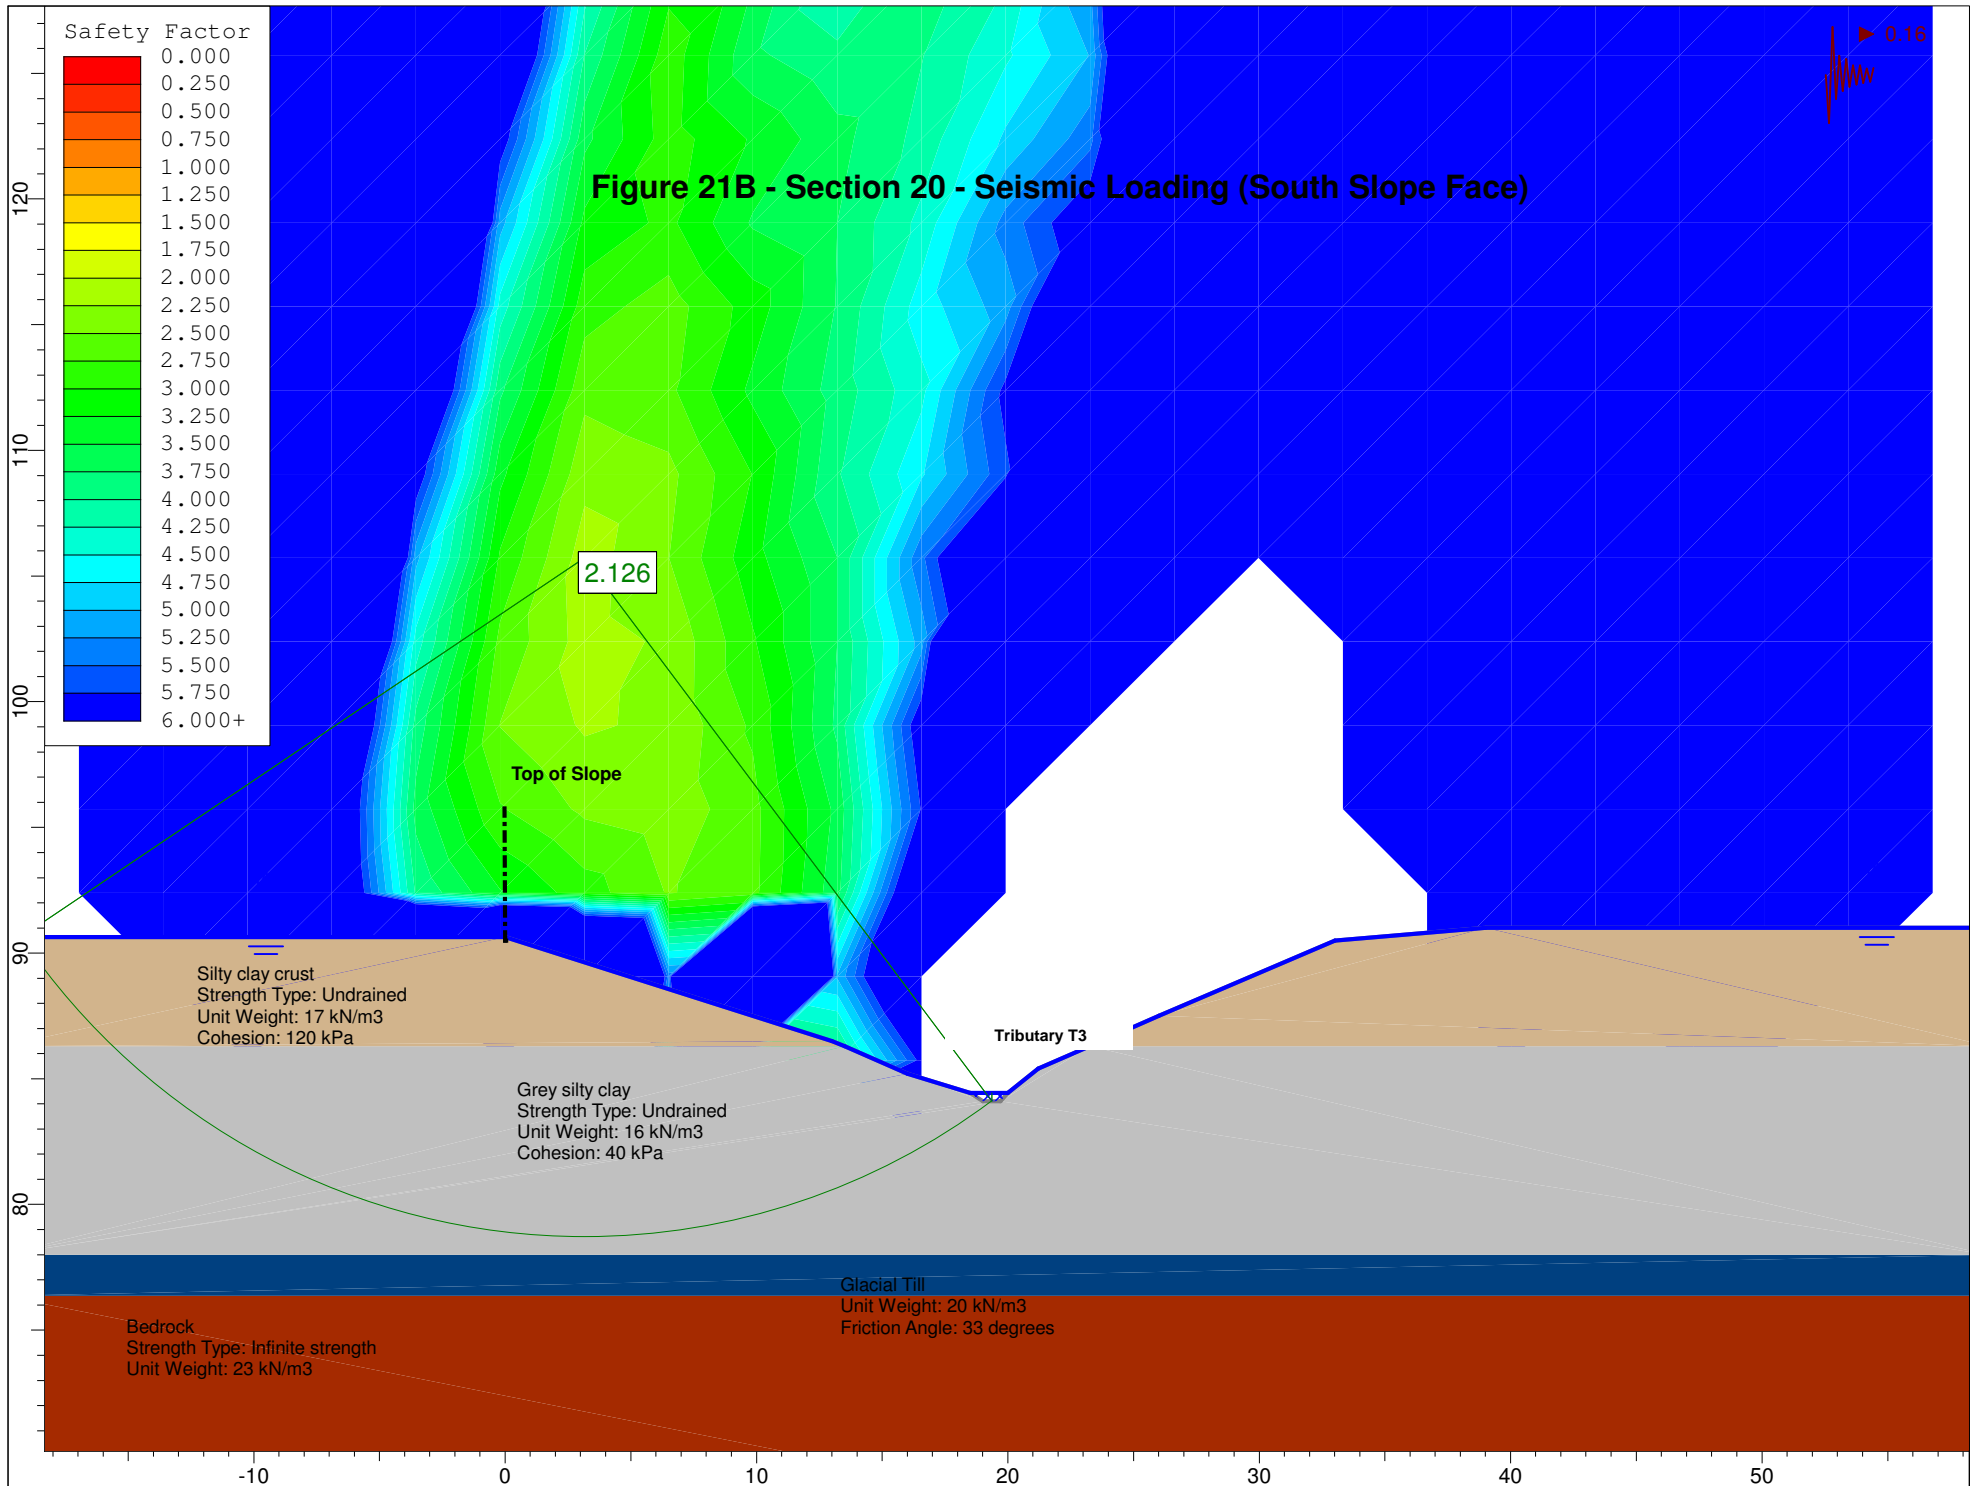 Safety Factor
0.000
0.250
0.500
0.750
1.000
1.250
1.500
1.750
2.000
2.250
2.500
2.750
3.000
3.250
3.500
3.750
4.000
4.250
4.500
4.750
5.000
5.250
5.500
5.750
6.000+
0.16
Figure 21B - Section 20 - Seismic Loading (South Slope Face)
120
110
100
90
80
2.126
Top of Slope
Silty clay crust
Strength Type: Undrained
Unit Weight: 17 kN/m3
Cohesion: 120 kPa
Tributary T3
Grey silty clay
Strength Type: Undrained
Unit Weight: 16 kN/m3
Cohesion: 40 kPa
Glacial Till
Unit Weight: 20 kN/m3
Friction Angle: 33 degrees
Bedrock
Strength Type: Infinite strength
Unit Weight: 23 kN/m3
-10
0
10
20
30
40
50